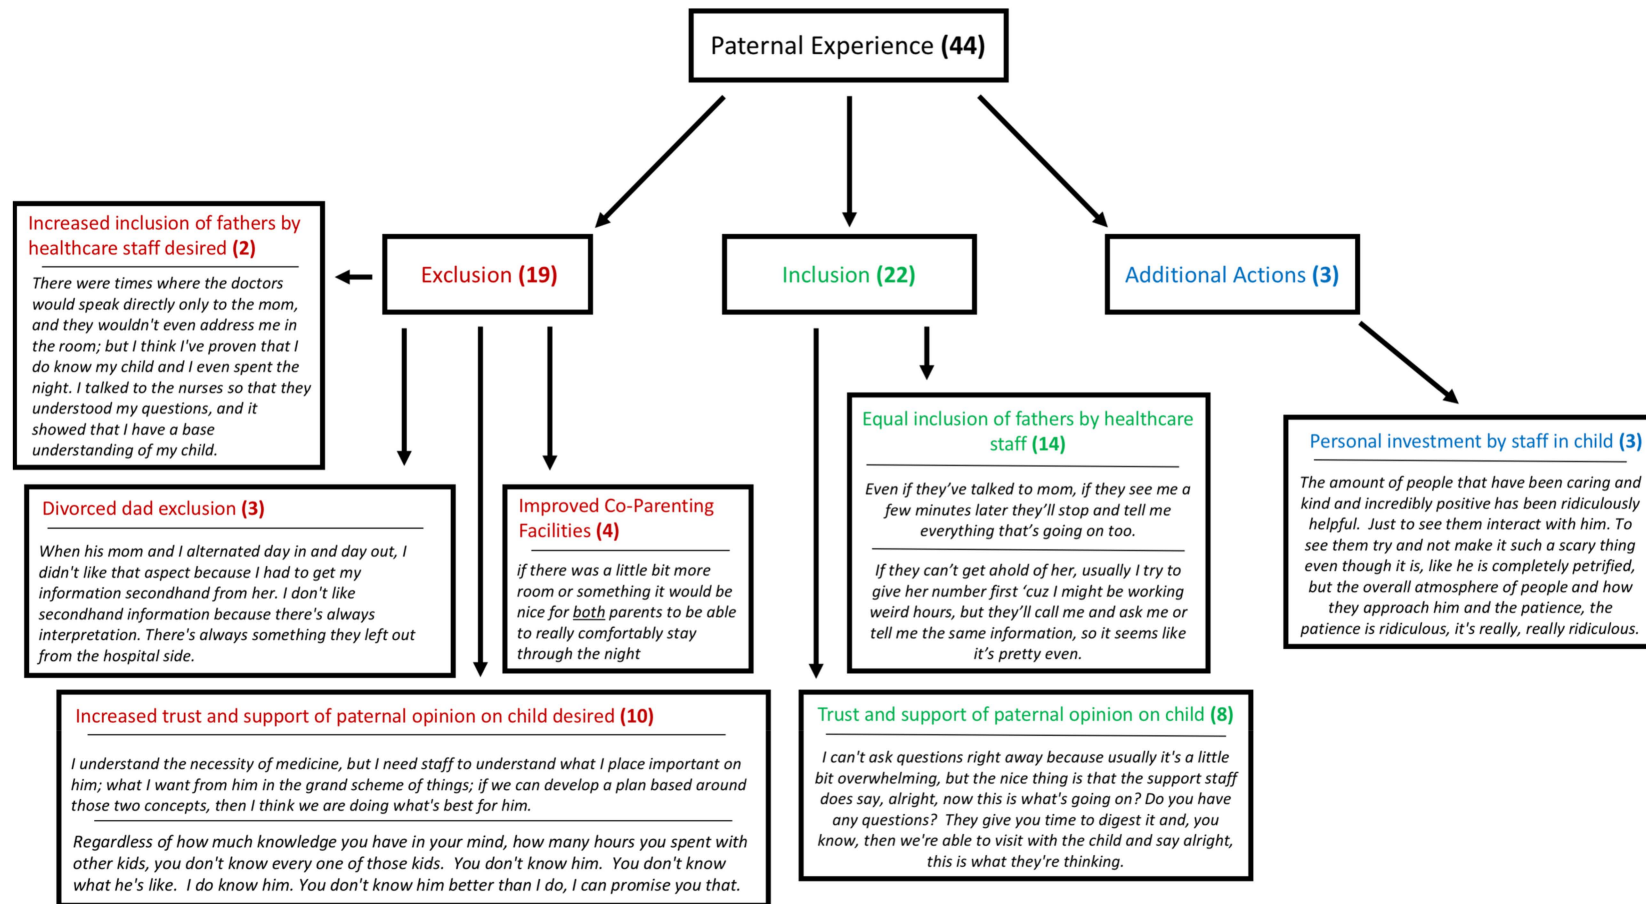 Paternal Experience (44)
Increased inclusion of fathers by
healthcare staff desired (2)
There were times where the doctors
would speak directly only to the mom,
and they wouldn't even address me in
the room; but I think I've proven that I
do know my child and I even spent the
night. I talked to the nurses so that they
understood my questions, and it
showed that I have a base
understanding of my child.
Exclusion (19)
Inclusion (22)
Additional Actions (3)
Divorced dad exclusion (3)
When his mom and I alternated day in and day out, I
didn't like that aspect because I had to get my
information secondhand from her. I don't like
secondhand information because there's always
interpretation. There's always something they left out
from the hospital side.
Improved Co-Parenting
Facilities (4)
if there was a little bit more
room or something it would be
nice for both parents to be able
to really comfortably stay
through the night
Equal inclusion of fathers by healthcare
staff (14)
Even if they’ve talked to mom, if they see me a
few minutes later they’ll stop and tell me
everything that’s going on too.
If they can’t get ahold of her, usually I try to
give her number first ‘cuz I might be working
weird hours, but they’ll call me and ask me or
tell me the same information, so it seems like
it’s pretty even.
Personal investment by staff in child (3)
The amount of people that have been caring and
kind and incredibly positive has been ridiculously
helpful. Just to see them interact with him. To
see them try and not make it such a scary thing
even though it is, like he is completely petrified,
but the overall atmosphere of people and how
they approach him and the patience, the
patience is ridiculous, it's really, really ridiculous.
Increased trust and support of paternal opinion on child desired (10)
I understand the necessity of medicine, but I need staff to understand what I place important on
him; what I want from him in the grand scheme of things; if we can develop a plan based around
those two concepts, then I think we are doing what's best for him.
Regardless of how much knowledge you have in your mind, how many hours you spent with
other kids, you don't know every one of those kids. You don't know him. You don't know
what he's like. I do know him. You don't know him better than I do, I can promise you that.
Trust and support of paternal opinion on child (8)
I can't ask questions right away because usually it's a little
bit overwhelming, but the nice thing is that the support staff
does say, alright, now this is what's going on? Do you have
any questions? They give you time to digest it and, you
know, then we're able to visit with the child and say alright,
this is what they're thinking.